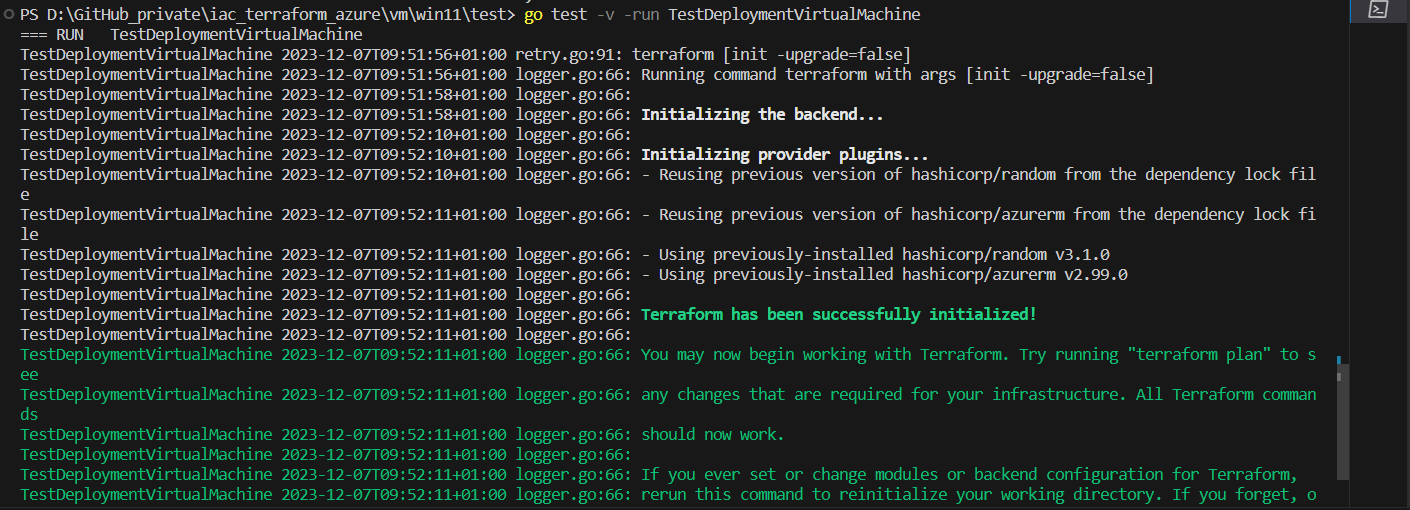 PS D:\GitHub_private\iac_terraform_azure\vm\win11\test> go test -v -run TestDeploymentVirtualMachine
=== RUN   TestDeploymentVirtualMachine
TestDeploymentVirtualMachine 2023-12-07T09:51:56+01:00 retry.go:91: terraform [init -upgrade=false]
TestDeploymentVirtualMachine 2023-12-07T09:51:56+01:00 logger.go:66: Running command terraform with args [init -upgrade=false]
TestDeploymentVirtualMachine 2023-12-07T09:51:58+01:00 logger.go:66:
TestDeploymentVirtualMachine 2023-12-07T09:51:58+01:00 logger.go:66: Initializing the backend...
TestDeploymentVirtualMachine 2023-12-07T09:52:10+01:00 logger.go:66:
TestDeploymentVirtualMachine 2023-12-07T09:52:10+01:00 logger.go:66: Initializing provider plugins...
TestDeploymentVirtualMachine 2023-12-07T09:52:10+01:00 logger.go:66: - Reusing previous version of hashicorp/random from the dependency lock fil
e
TestDeploymentVirtualMachine 2023-12-07T09:52:11+01:00 logger.go:66: - Reusing previous version of hashicorp/azurerm from the dependency lock fi
le
TestDeploymentVirtualMachine 2023-12-07T09:52:11+01:00 logger.go:66: - Using previously-installed hashicorp/random v3.1.0
TestDeploymentVirtualMachine 2023-12-07T09:52:11+01:00 logger.go:66: - Using previously-installed hashicorp/azurerm v2.99.0
TestDeploymentVirtualMachine 2023-12-07T09:52:11+01:00 logger.go:66:
TestDeploymentVirtualMachine 2023-12-07T09:52:11+01:00 logger.go:66: Terraform has been successfully initialized!
TestDeploymentVirtualMachine 2023-12-07T09:52:11+01:00 logger.go:66:
TestDeploymentVirtualMachine 2023-12-07T09:52:11+01:00 logger.go:66: You may now begin working with Terraform. Try running "terraform plan" to s
ee
TestDeploymentVirtualMachine 2023-12-07T09:52:11+01:00 logger.go:66: any changes that are required for your infrastructure. All Terraform comman
ds
TestDeploymentVirtualMachine 2023-12-07T09:52:11+01:00 logger.go:66: should now work.
TestDeploymentVirtualMachine 2023-12-07T09:52:11+01:00 logger.go:66:
TestDeploymentVirtualMachine 2023-12-07T09:52:11+01:00 logger.go:66: If you ever set or change modules or backend configuration for Terraform,
TestDeploymentVirtualMachine 2023-12-07T09:52:11+01:00 logger.go:66: rerun this command to reinitialize your working directory. If you forget, o